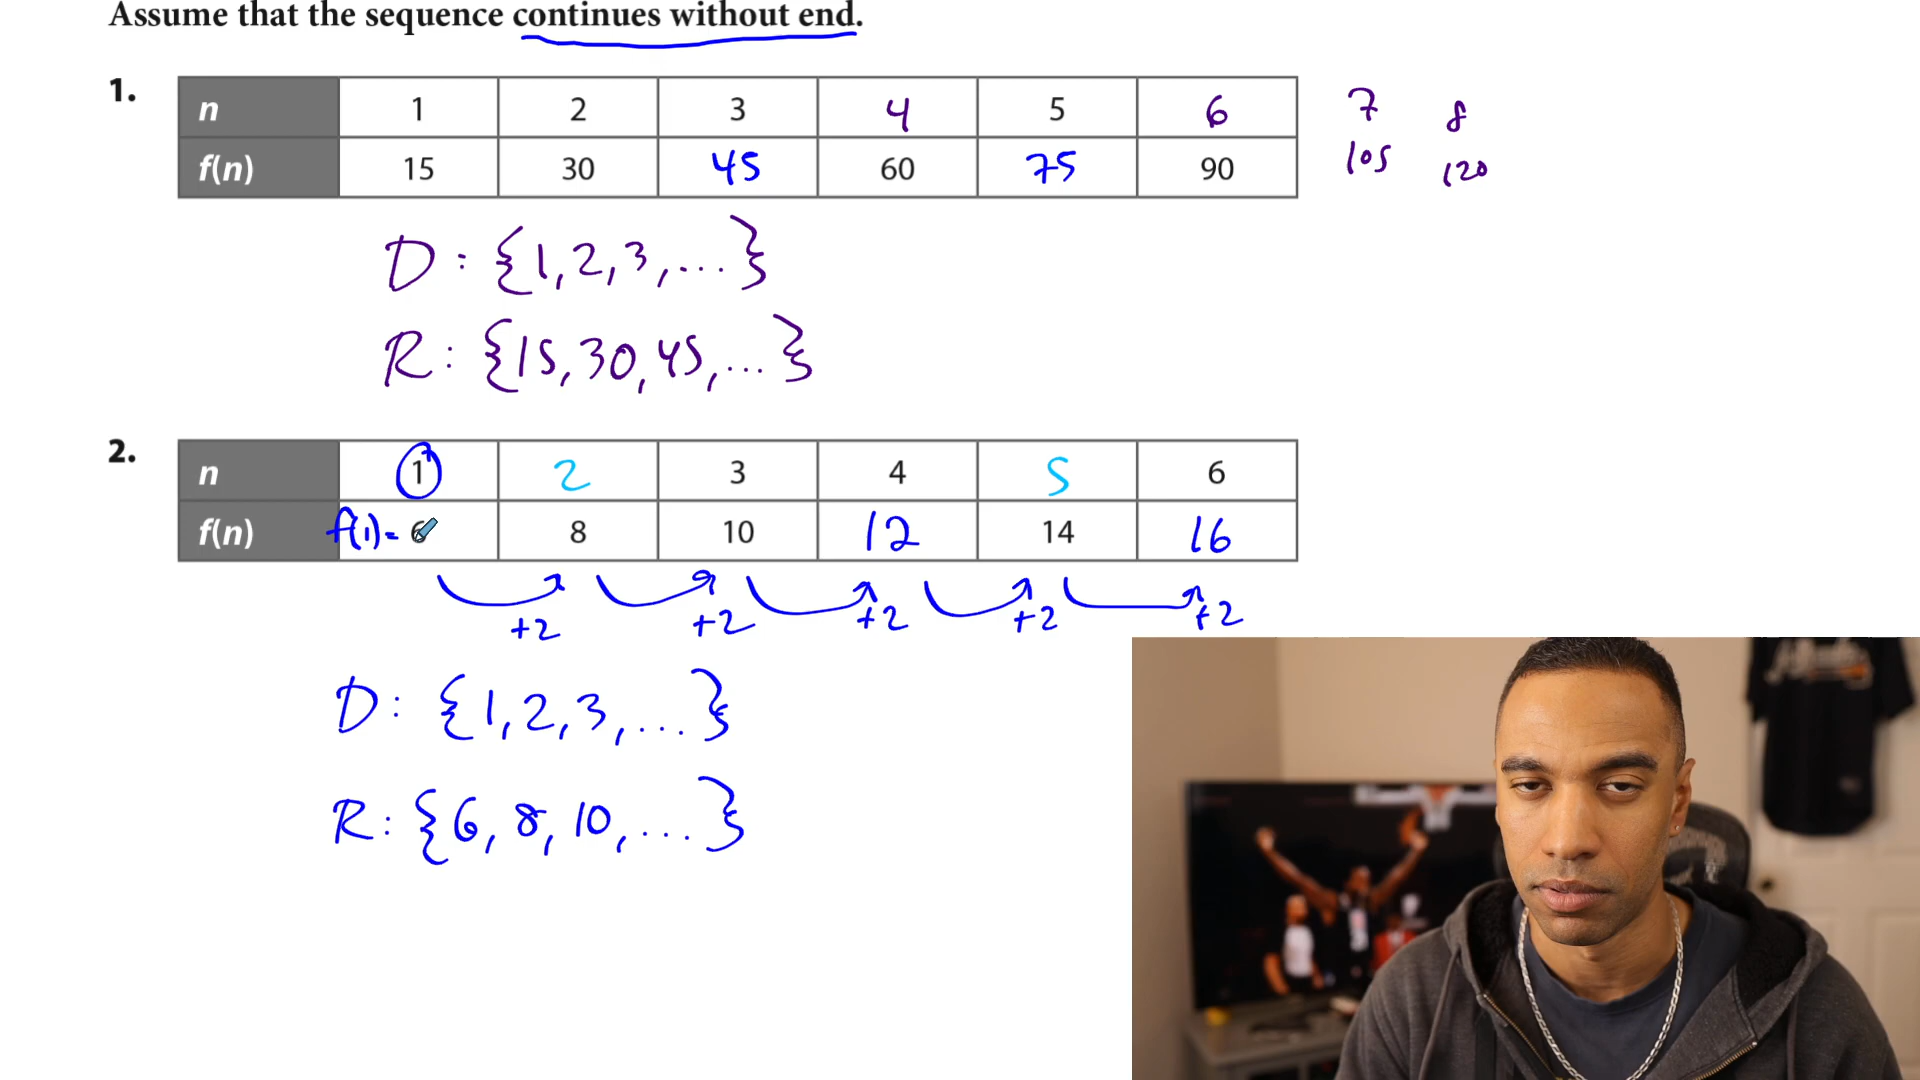 Assume that the sequence continues without end.
1.
n 1 2 3 4 5 6 7 8
f(n) 15 30 45 60 75 90 105 120
D: {1, 2, 3, ...}
R: {15, 30, 45, ...}
2.
n 1 2 3 4 5 6
f(n) f(1)= 6 8 10 12 14 16
+2 +2 +2 +2 +2
D: {1, 2, 3, ...}
R: {6, 8, 10, ...}